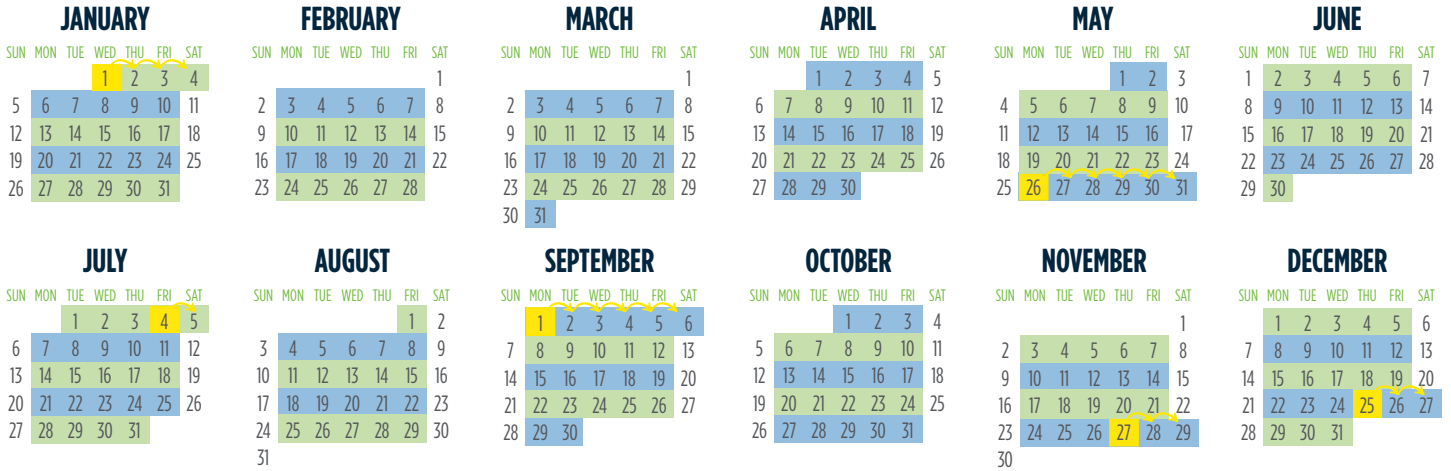 JANUARY
SUN MON TUE WED THU FRI SAT
1 2 3 4
5 6 7 8 9 10 11
12 13 14 15 16 17 18
19 20 21 22 23 24 25
26 27 28 29 30 31
FEBRUARY
SUN MON TUE WED THU FRI SAT
1
2 3 4 5 6 7 8
9 10 11 12 13 14 15
16 17 18 19 20 21 22
23 24 25 26 27 28
MARCH
SUN MON TUE WED THU FRI SAT
1
2 3 4 5 6 7 8
9 10 11 12 13 14 15
16 17 18 19 20 21 22
23 24 25 26 27 28 29
30 31
APRIL
SUN MON TUE WED THU FRI SAT
1 2 3 4 5
6 7 8 9 10 11 12
13 14 15 16 17 18 19
20 21 22 23 24 25 26
27 28 29 30
MAY
SUN MON TUE WED THU FRI SAT
1 2 3
4 5 6 7 8 9 10
11 12 13 14 15 16 17
18 19 20 21 22 23 24
25 26 27 28 29 30 31
JUNE
SUN MON TUE WED THU FRI SAT
1 2 3 4 5 6 7
8 9 10 11 12 13 14
15 16 17 18 19 20 21
22 23 24 25 26 27 28
29 30
JULY
SUN MON TUE WED THU FRI SAT
1 2 3 4 5
6 7 8 9 10 11 12
13 14 15 16 17 18 19
20 21 22 23 24 25 26
27 28 29 30 31
AUGUST
SUN MON TUE WED THU FRI SAT
1 2
3 4 5 6 7 8 9
10 11 12 13 14 15 16
17 18 19 20 21 22 23
24 25 26 27 28 29 30
31
SEPTEMBER
SUN MON TUE WED THU FRI SAT
1 2 3 4 5 6
7 8 9 10 11 12 13
14 15 16 17 18 19 20
21 22 23 24 25 26 27
28 29 30
OCTOBER
SUN MON TUE WED THU FRI SAT
1 2 3 4
5 6 7 8 9 10 11
12 13 14 15 16 17 18
19 20 21 22 23 24 25
26 27 28 29 30 31
NOVEMBER
SUN MON TUE WED THU FRI SAT
1
2 3 4 5 6 7 8
9 10 11 12 13 14 15
16 17 18 19 20 21 22
23 24 25 26 27 28 29
30
DECEMBER
SUN MON TUE WED THU FRI SAT
1 2 3 4 5 6
7 8 9 10 11 12 13
14 15 16 17 18 19 20
21 22 23 24 25 26 27
28 29 30 31